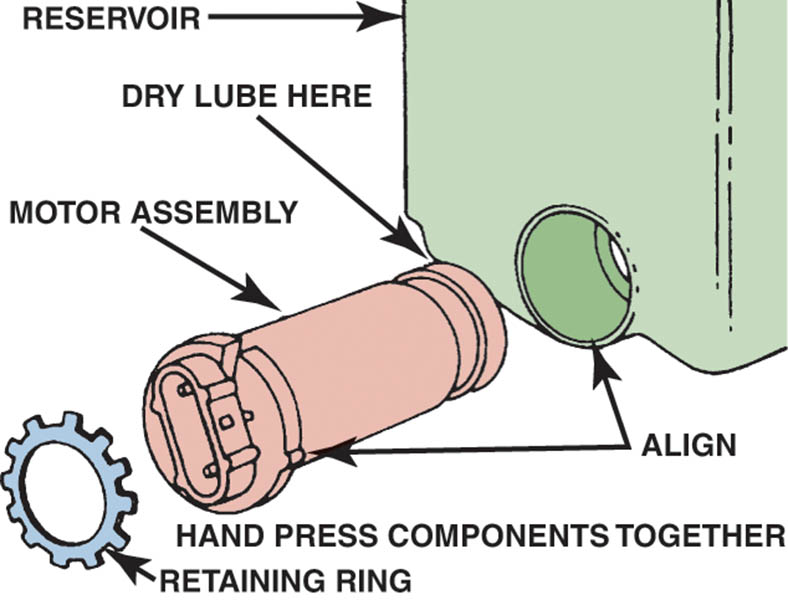 RESERVOIR
DRY LUBE HERE
MOTOR ASSEMBLY
ALIGN
HAND PRESS COMPONENTS TOGETHER
RETAINING RING